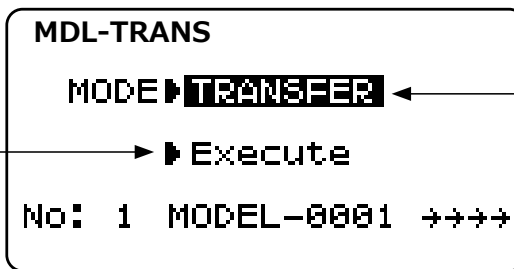 MDL-TRANS
MODE▶TRANSFER
▶Execute
No: 1 MODEL-0001 →→→→